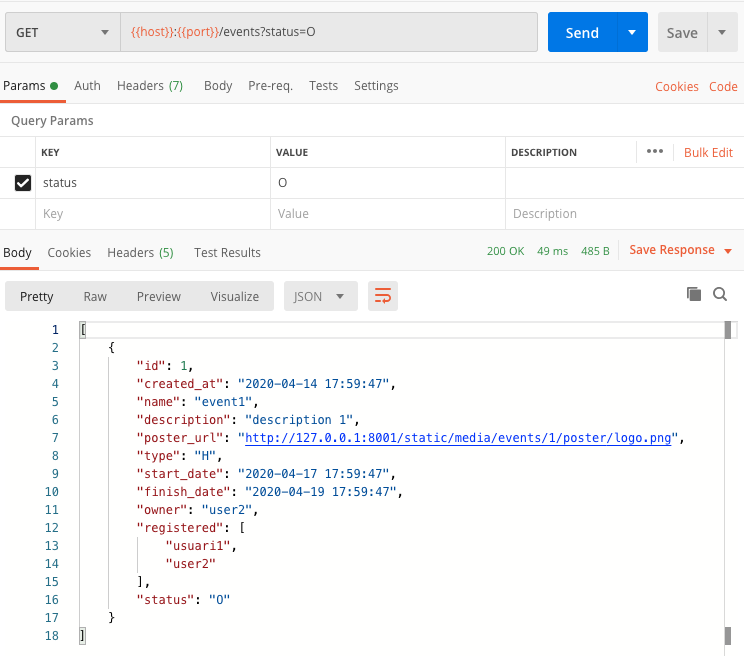 GET {{host}}:{{port}}/events?status=O Send Save
Params Auth Headers (7) Body Pre-req. Tests Settings Cookies Code
Query Params
KEY VALUE DESCRIPTION ••• Bulk Edit
status O
Key Value Description
Body Cookies Headers (5) Test Results 200 OK 49 ms 485 B Save Response
Pretty Raw Preview Visualize JSON
1 [
2 {
3 "id": 1,
4 "created_at": "2020-04-14 17:59:47",
5 "name": "event1",
6 "description": "description 1",
7 "poster_url": "http://127.0.0.1:8001/static/media/events/1/poster/logo.png",
8 "type": "H",
9 "start_date": "2020-04-17 17:59:47",
10 "finish_date": "2020-04-19 17:59:47",
11 "owner": "user2",
12 "registered": [
13 "usuari1",
14 "user2"
15 ],
16 "status": "O"
17 }
18 ]